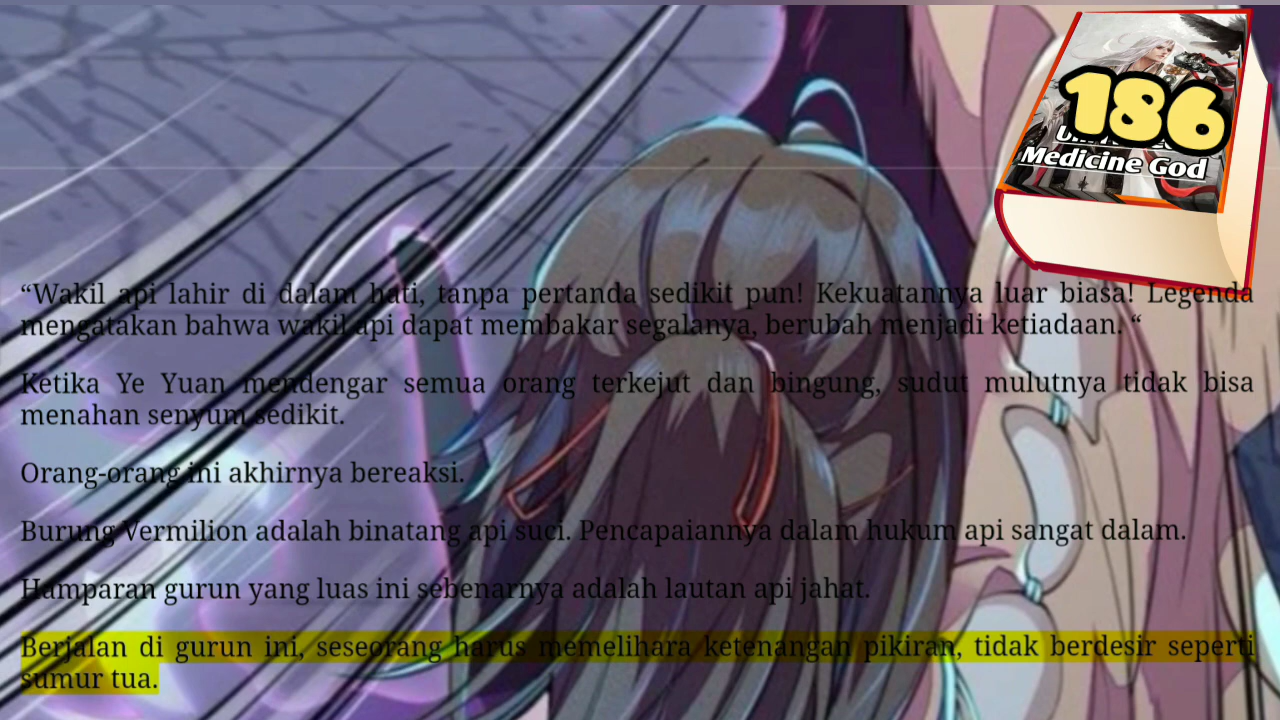 186
Medicine God
“Wakil api lahir di dalam hati, tanpa pertanda sedikit pun! Kekuatannya luar biasa! Legenda
mengatakan bahwa wakil api dapat membakar segalanya, berubah menjadi ketiadaan. “
Ketika Ye Yuan mendengar semua orang terkejut dan bingung, sudut mulutnya tidak bisa
menahan senyum sedikit.
Orang-orang ini akhirnya bereaksi.
Burung Vermilion adalah binatang api suci. Pencapaiannya dalam hukum api sangat dalam.
Hamparan gurun yang luas ini sebenarnya adalah lautan api jahat.
Berjalan di gurun ini, seseorang harus memelihara ketenangan pikiran, tidak berdesir seperti
sumur tua.